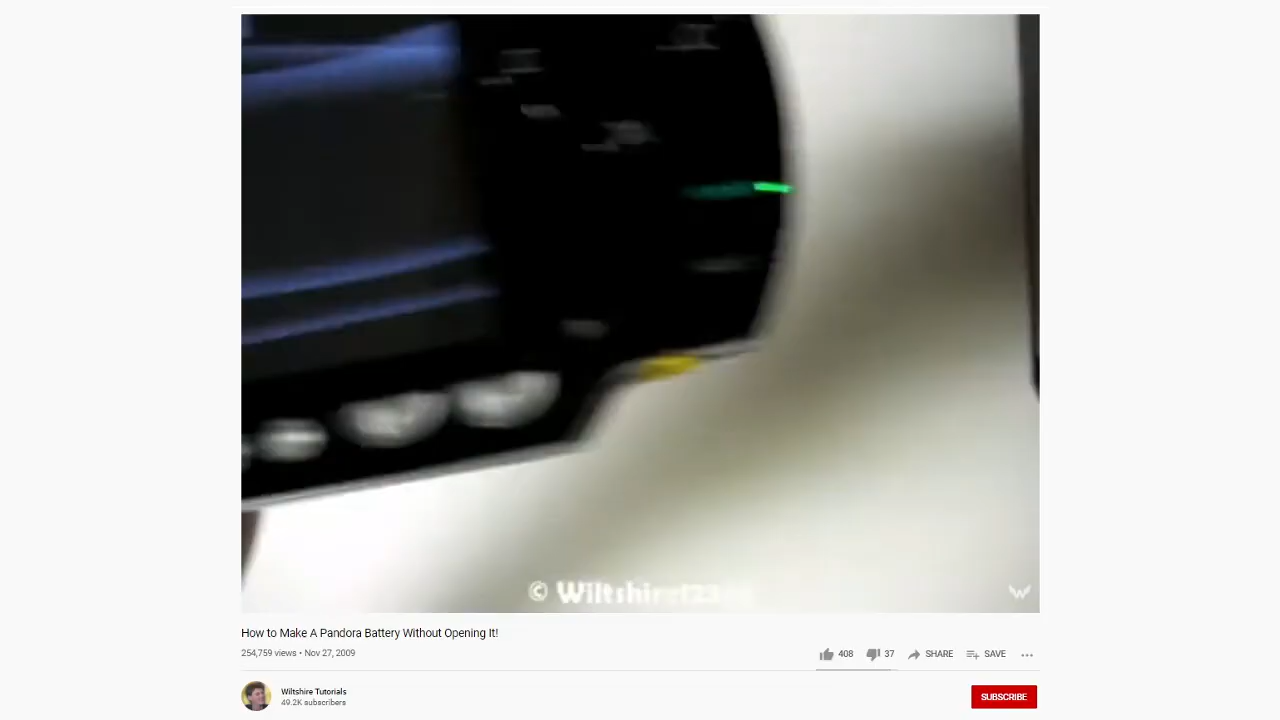 © Wiltshire123
How to Make A Pandora Battery Without Opening It!
254,759 views • Nov 27, 2009
408 37 SHARE SAVE
Wiltshire Tutorials
49.2K subscribers
SUBSCRIBE